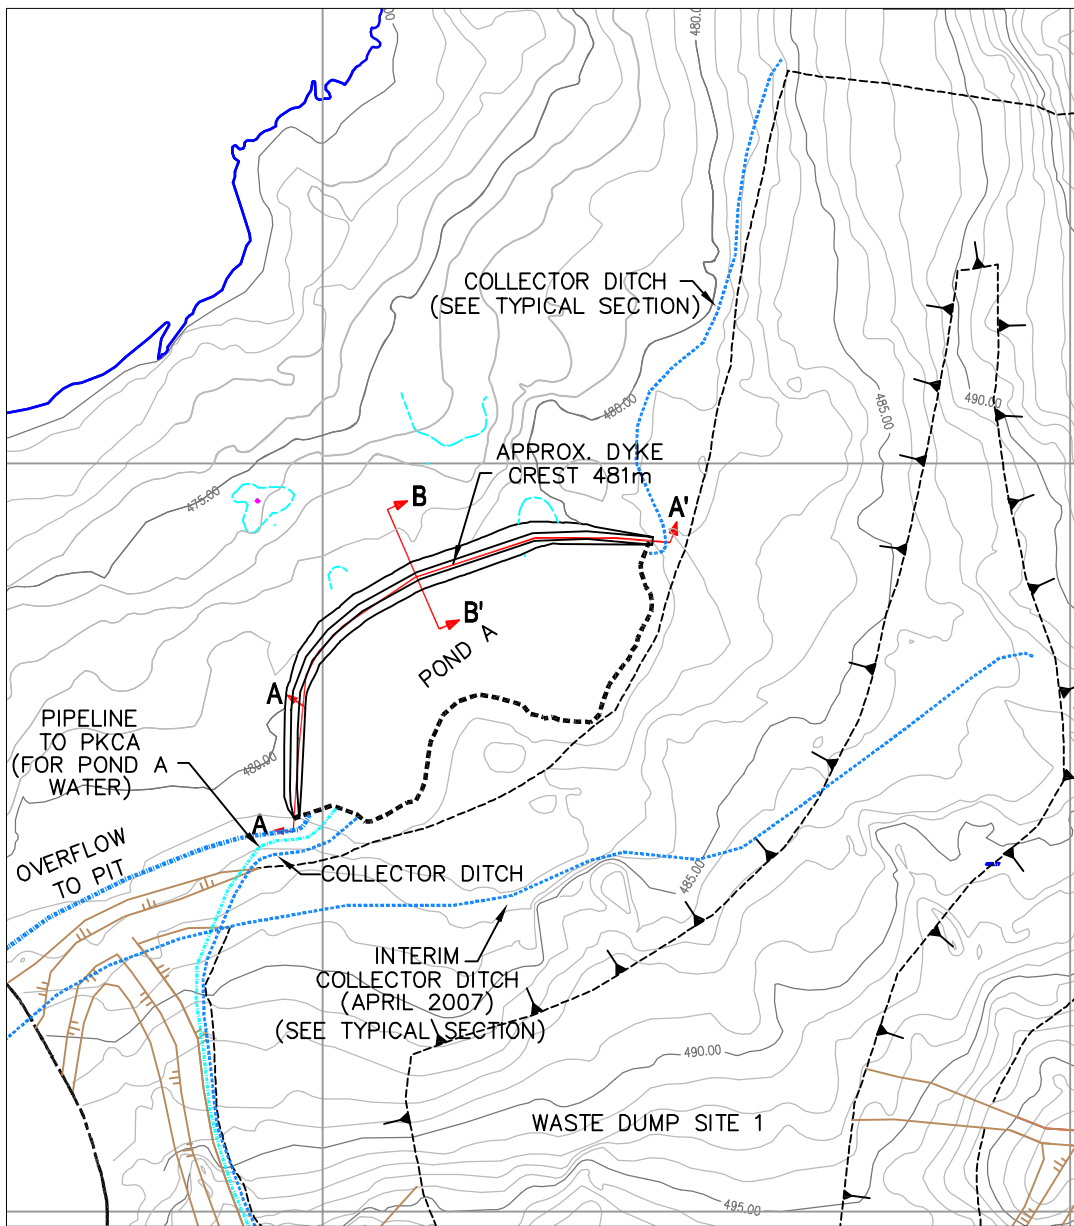 480.00
COLLECTOR DITCH
(SEE TYPICAL SECTION)
485.00
490.00
480.00
APPROX. DYKE
CREST 481m
475.00
B
A'
B'
POND A
A
PIPELINE
TO PKCA
(FOR POND A
WATER)
480.00
A
OVERFLOW
TO PIT
COLLECTOR DITCH
485.00
INTERIM
COLLECTOR DITCH
(APRIL 2007)
(SEE TYPICAL SECTION)
490.00
WASTE DUMP SITE 1
495.00